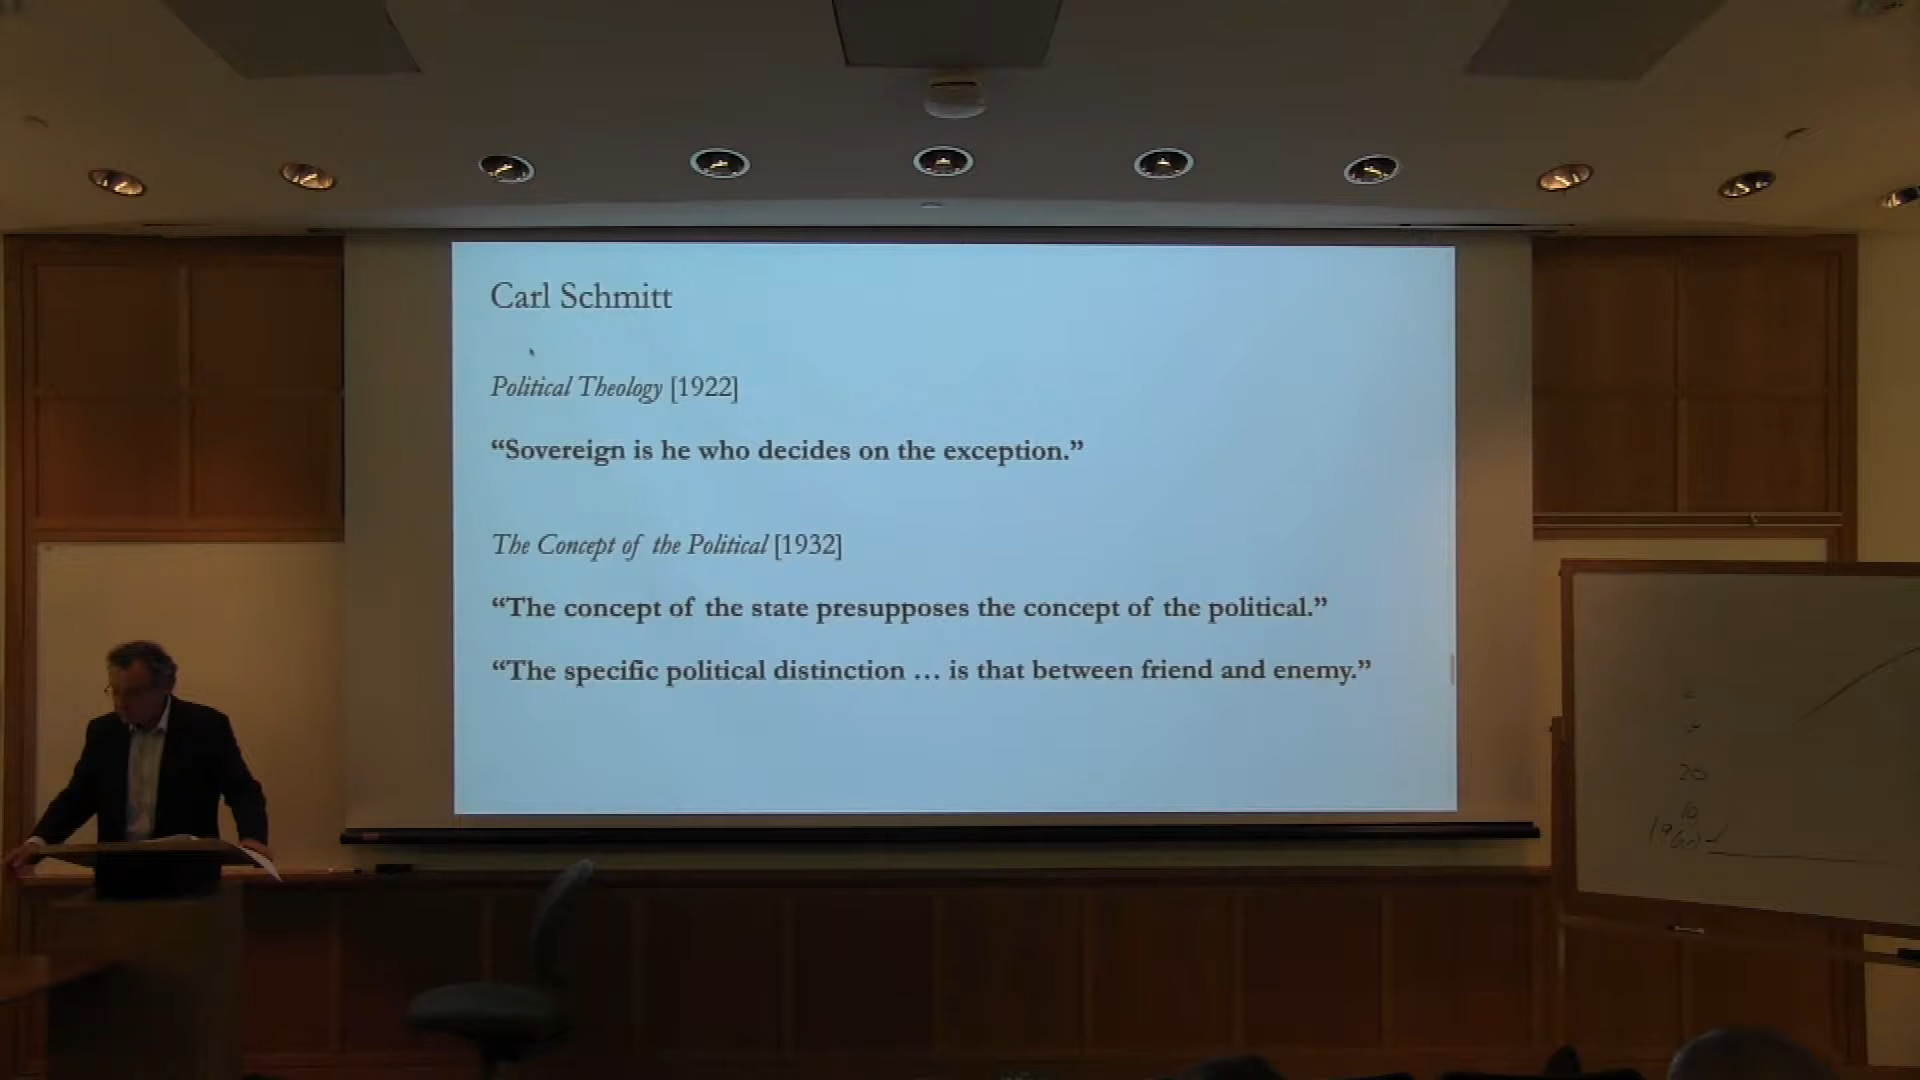 Carl Schmitt
Political Theology [1922]
“Sovereign is he who decides on the exception.”
The Concept of the Political [1932]
“The concept of the state presupposes the concept of the political.”
“The specific political distinction … is that between friend and enemy.”
20
10
1960